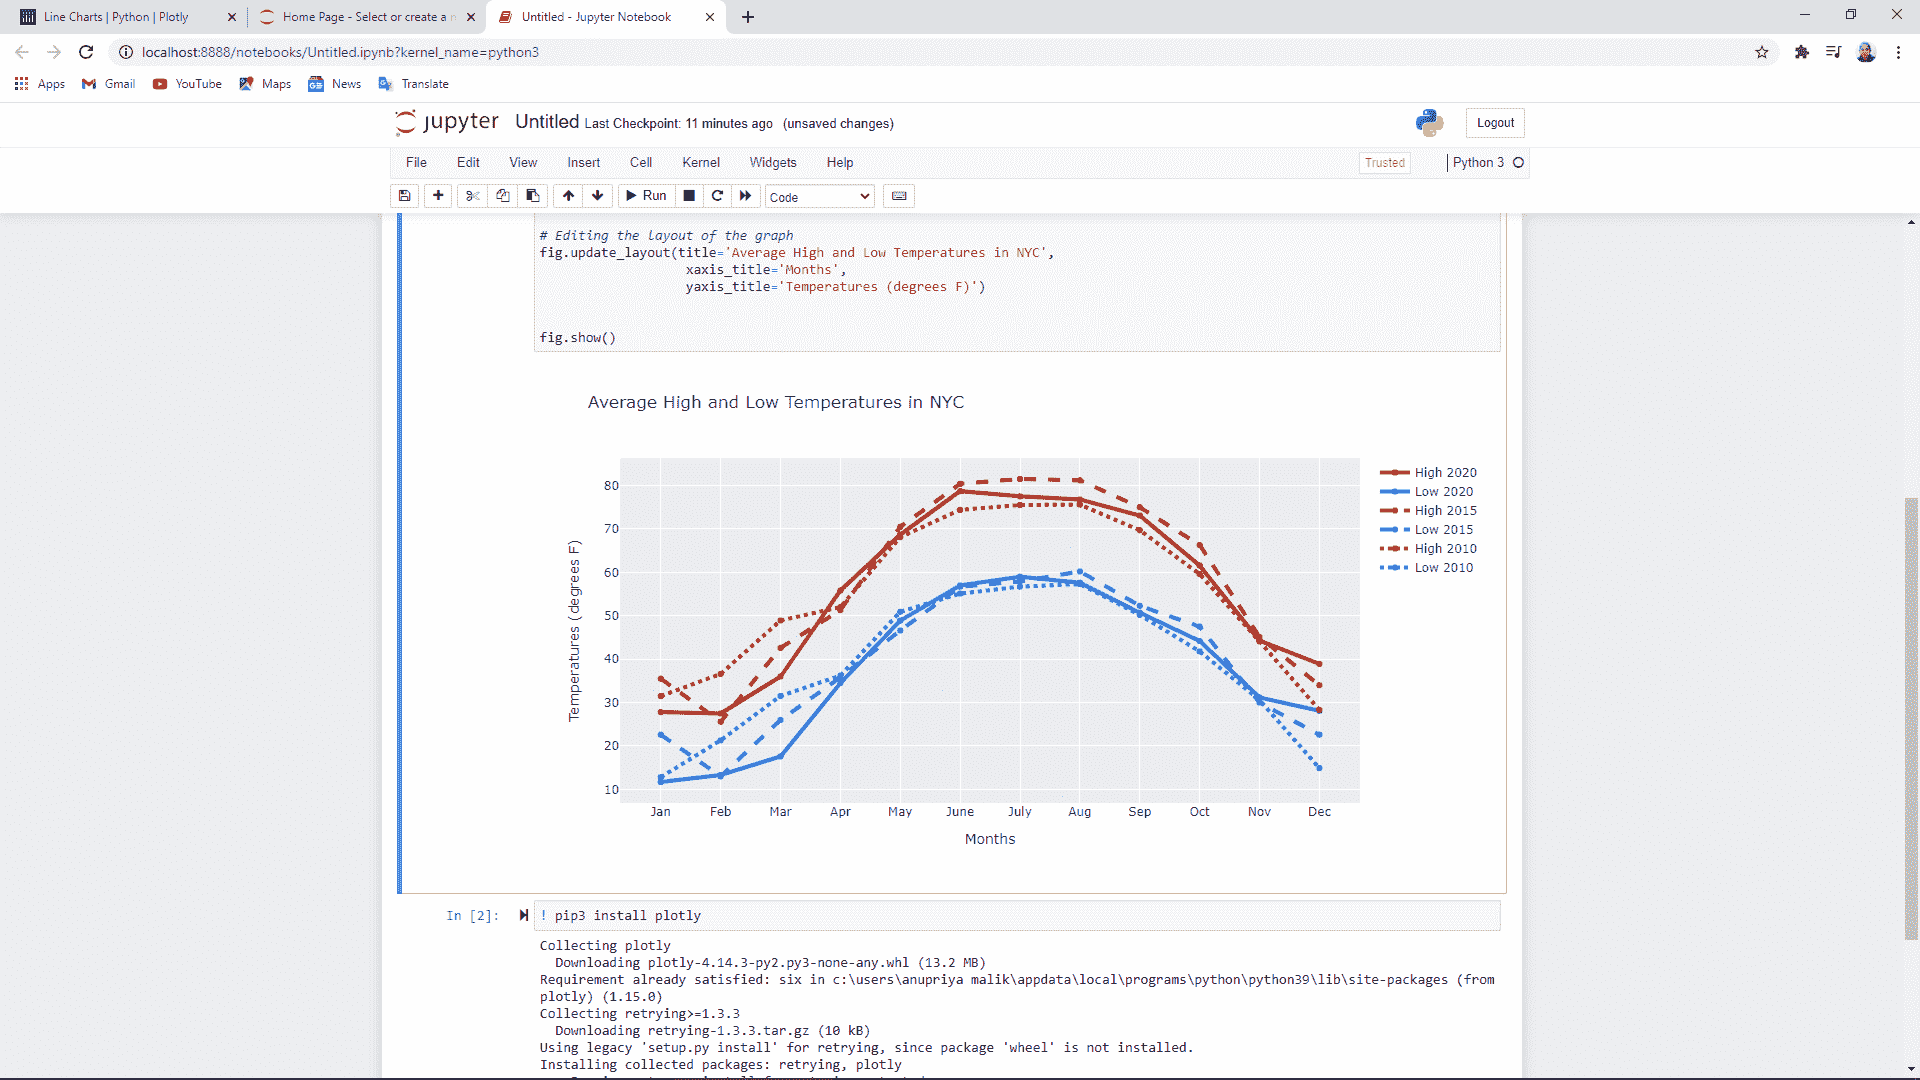 Line Charts | Python | Plotly
Home Page - Select or create a n
Untitled - Jupyter Notebook
localhost:8888/notebooks/Untitled.ipynb?kernel_name=python3
Apps Gmail YouTube Maps News Translate
jupyter Untitled Last Checkpoint: 11 minutes ago (unsaved changes)
Logout
File Edit View Insert Cell Kernel Widgets Help
Trusted
Python 3
Run
Code
# Editing the layout of the graph
fig.update_layout(title='Average High and Low Temperatures in NYC',
xaxis_title='Months',
yaxis_title='Temperatures (degrees F)')
fig.show()
Average High and Low Temperatures in NYC
80
70
60
50
40
30
20
10
Temperatures (degrees F)
Jan Feb Mar Apr May June July Aug Sep Oct Nov Dec
Months
High 2020
Low 2020
High 2015
Low 2015
High 2010
Low 2010
In [2]:
! pip3 install plotly
Collecting plotly
Downloading plotly-4.14.3-py2.py3-none-any.whl (13.2 MB)
Requirement already satisfied: six in c:\users\anupriya malik\appdata\local\programs\python\python39\lib\site-packages (from
plotly) (1.15.0)
Collecting retrying>=1.3.3
Downloading retrying-1.3.3.tar.gz (10 kB)
Using legacy 'setup.py install' for retrying, since package 'wheel' is not installed.
Installing collected packages: retrying, plotly